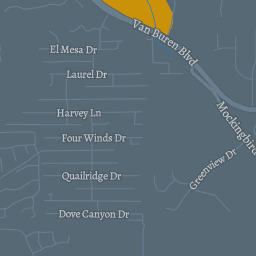 Van Buren Blvd
El Mesa Dr
Laurel Dr
Harvey Ln
Mockingbird
Four Winds Dr
Greenview Dr
Quailridge Dr
Dove Canyon Dr